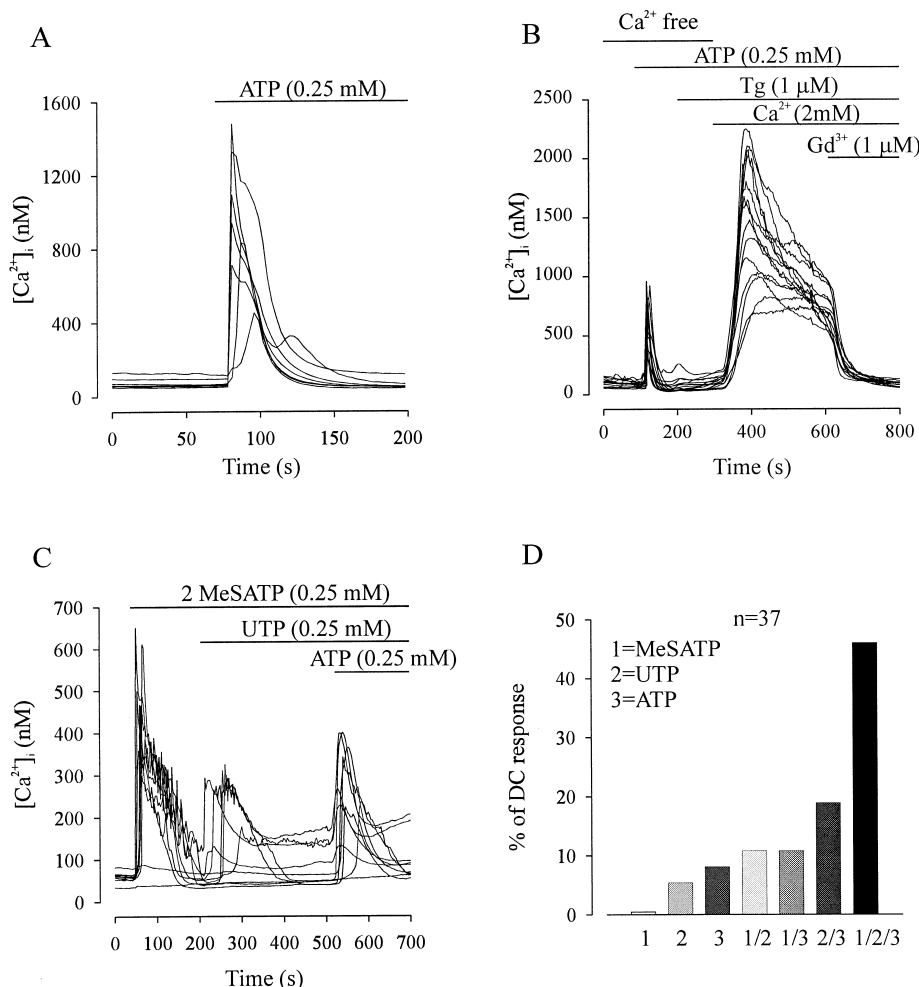 A
ATP (0.25 mM)
1600
1200
800
400
0
[Ca²⁺]ᵢ (nM)
0 50 100 150 200
Time (s)
B
Ca²⁺ free
ATP (0.25 mM)
Tg (1 µM)
Ca²⁺ (2mM)
Gd³⁺ (1 µM)
2500
2000
1500
1000
500
0
[Ca²⁺]ᵢ (nM)
0 200 400 600 800
Time (s)
C
2 MeSATP (0.25 mM)
UTP (0.25 mM)
ATP (0.25 mM)
700
600
500
400
300
200
100
0
[Ca²⁺]ᵢ (nM)
0 100 200 300 400 500 600 700
Time (s)
D
n=37
1=MeSATP
2=UTP
3=ATP
50
40
30
20
10
0
% of DC response
1 2 3 1/2 1/3 2/3 1/2/3